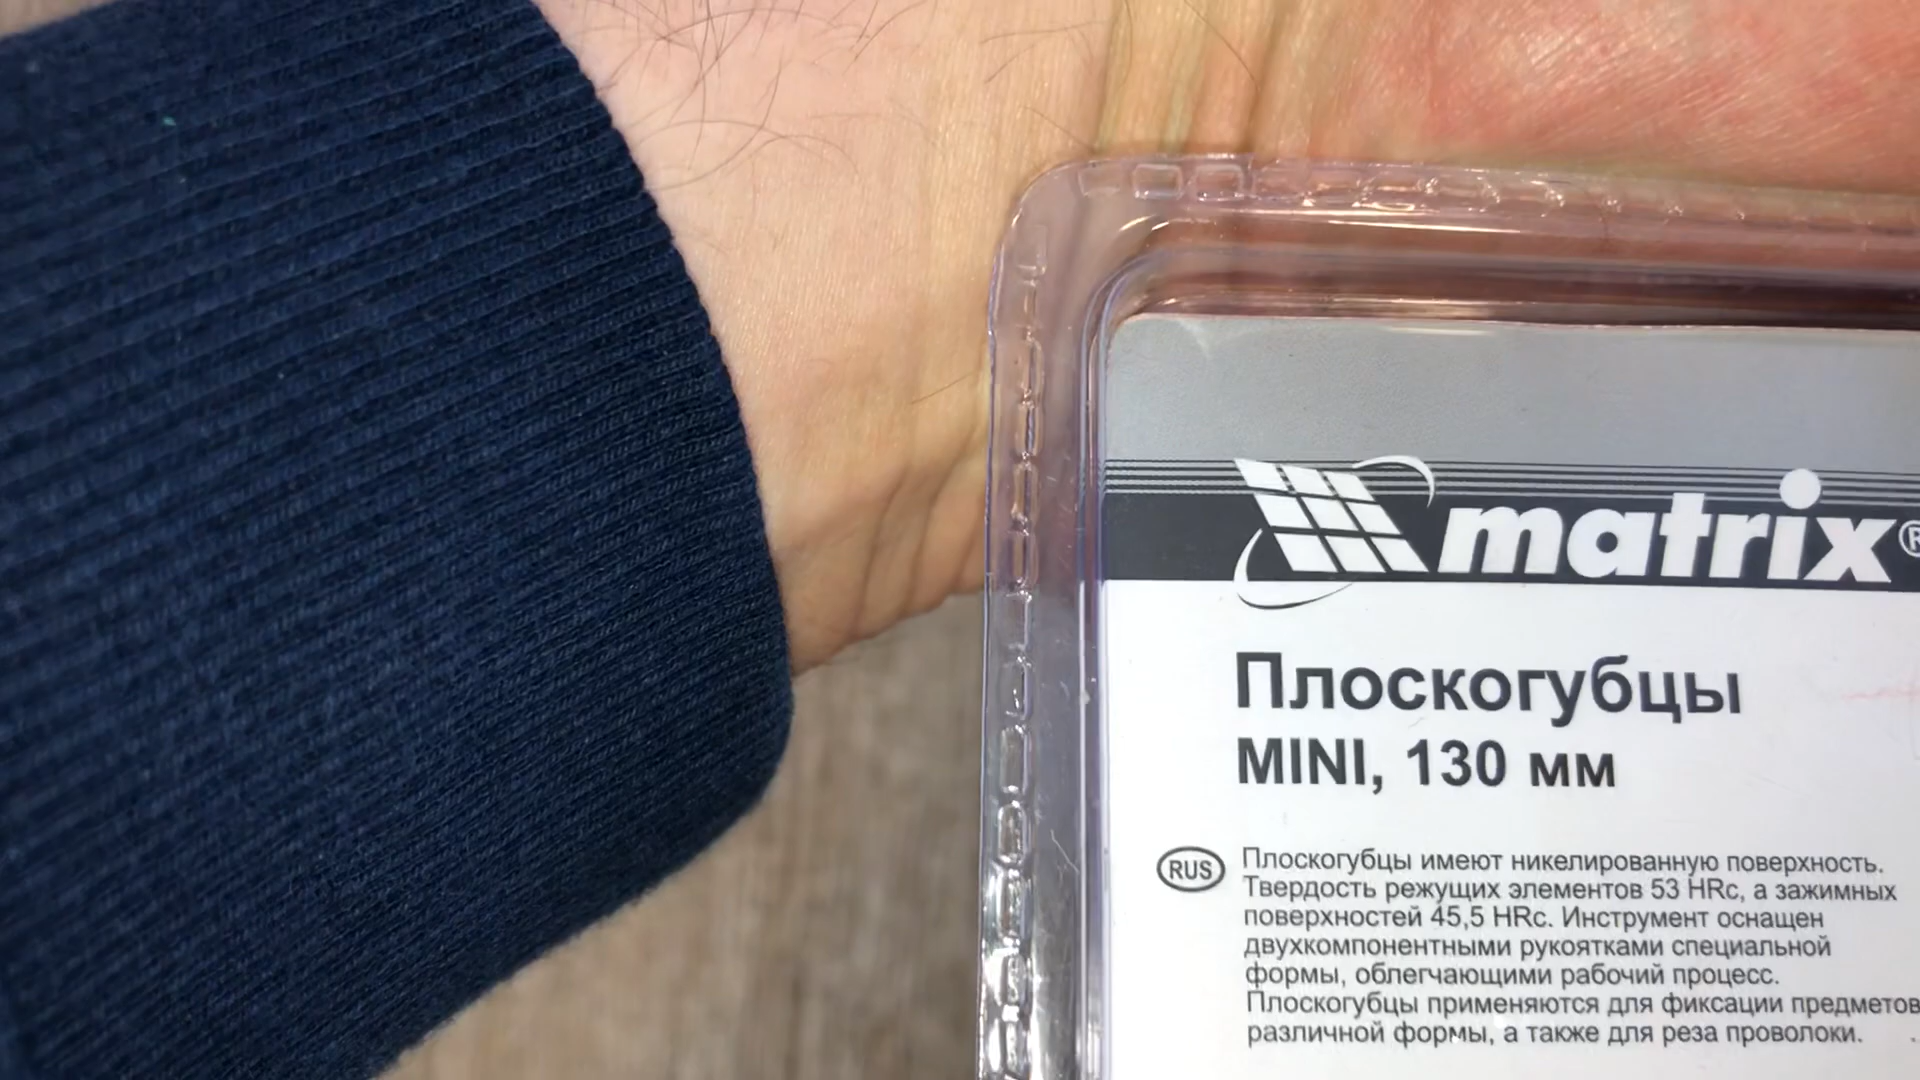 matrix®
Плоскогубцы
MINI, 130 мм
RUS
Плоскогубцы имеют никелированную поверхность.
Твердость режущих элементов 53 HRc, а зажимных
поверхностей 45,5 HRc. Инструмент оснащен
двухкомпонентными рукоятками специальной
формы, облегчающими рабочий процесс.
Плоскогубцы применяются для фиксации предметов
различной формы, а также для реза проволоки.